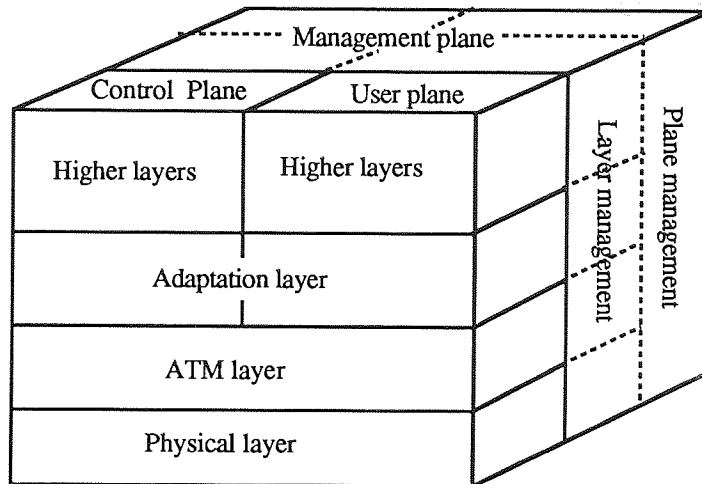 Management plane
Control Plane
User plane
Higher layers
Higher layers
Adaptation layer
ATM layer
Physical layer
Layer management
Plane management